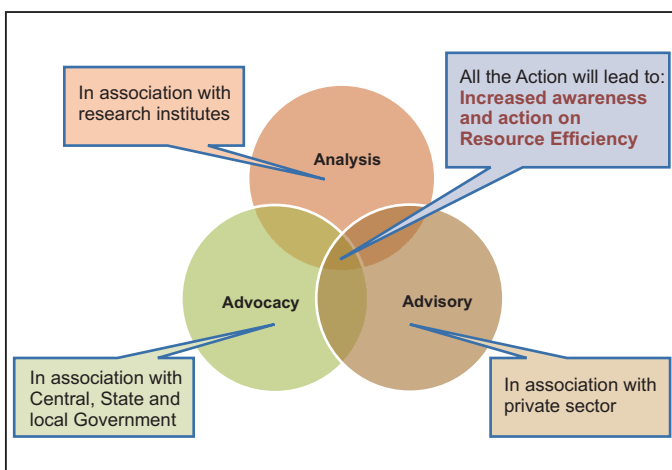 In association with
research institutes
All the Action will lead to:
Increased awareness
and action on
Resource Efficiency
Analysis
Advocacy
Advisory
In association with
Central, State and
local Government
In association with
private sector